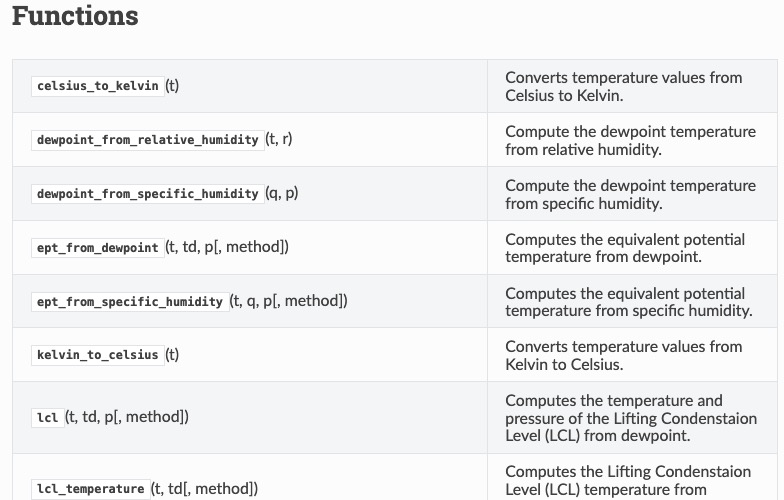 Functions
celsius_to_kelvin (t)
Converts temperature values from
Celsius to Kelvin.
dewpoint_from_relative_humidity (t, r)
Compute the dewpoint temperature
from relative humidity.
dewpoint_from_specific_humidity (q, p)
Compute the dewpoint temperature
from specific humidity.
ept_from_dewpoint (t, td, p[, method])
Computes the equivalent potential
temperature from dewpoint.
ept_from_specific_humidity (t, q, p[, method])
Computes the equivalent potential
temperature from specific humidity.
kelvin_to_celsius (t)
Converts temperature values from
Kelvin to Celsius.
lcl (t, td, p[, method])
Computes the temperature and
pressure of the Lifting Condenstaion
Level (LCL) from dewpoint.
lcl_temperature (t, td[, method])
Computes the Lifting Condenstaion
Level (LCL) temperature from